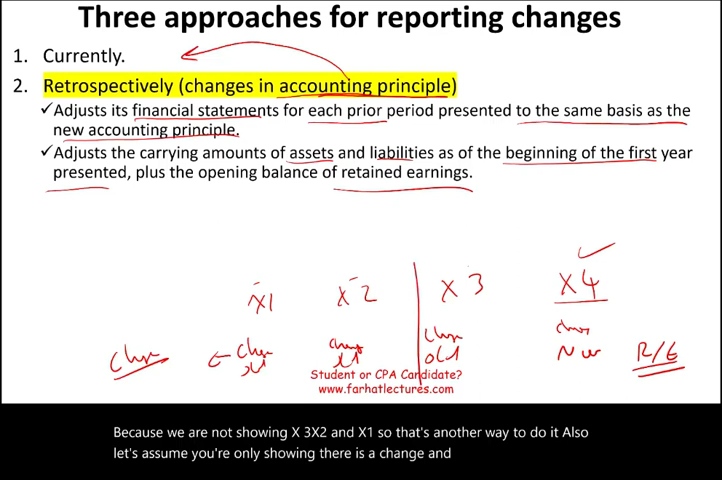 Three approaches for reporting changes
1. Currently.
2. Retrospectively (changes in accounting principle)
✓Adjusts its financial statements for each prior period presented to the same basis as the
new accounting principle.
✓Adjusts the carrying amounts of assets and liabilities as of the beginning of the first year
presented, plus the opening balance of retained earnings.
X1 X2 X3 X4
old
New R/E
Student or CPA Candidate?
www.farhatlectures.com
Because we are not showing X 3X2 and X1 so that's another way to do it Also
let's assume you're only showing there is a change and